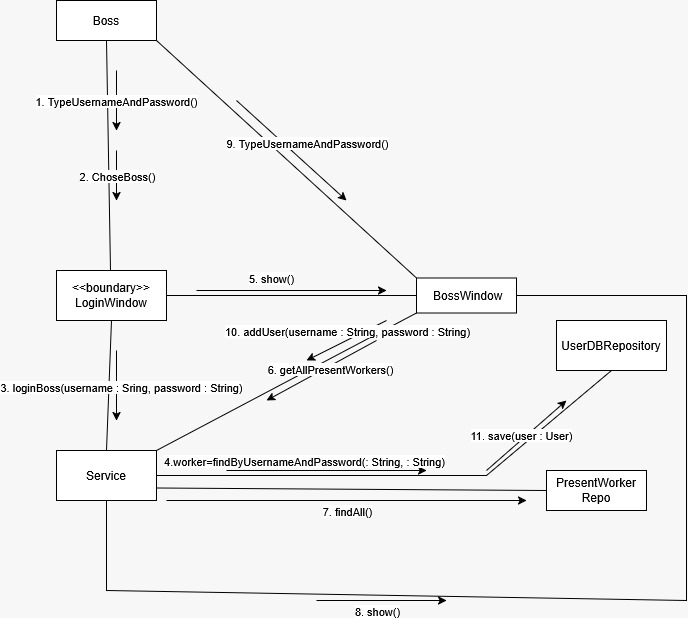 Boss
1. TypeUsernameAndPassword()
9. TypeUsernameAndPassword()
2. ChoseBoss()
<<boundary>>
LoginWindow
5. show()
BossWindow
10. addUser(username : String, password : String)
UserDBRepository
6. getAllPresentWorkers()
3. loginBoss(username : Sring, password : String)
11. save(user : User)
4.worker=findByUsernameAndPassword(: String, : String)
Service
PresentWorker
Repo
7. findAll()
8. show()